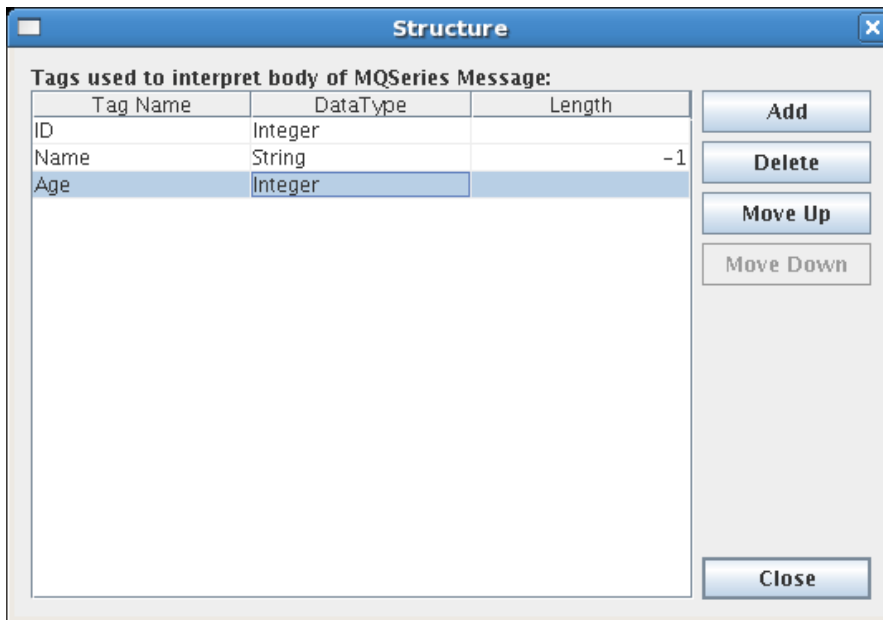 Structure
Tags used to interpret body of MQSeries Message:
Tag Name DataType Length
ID Integer
Name String -1
Age Integer
Add
Delete
Move Up
Move Down
Close